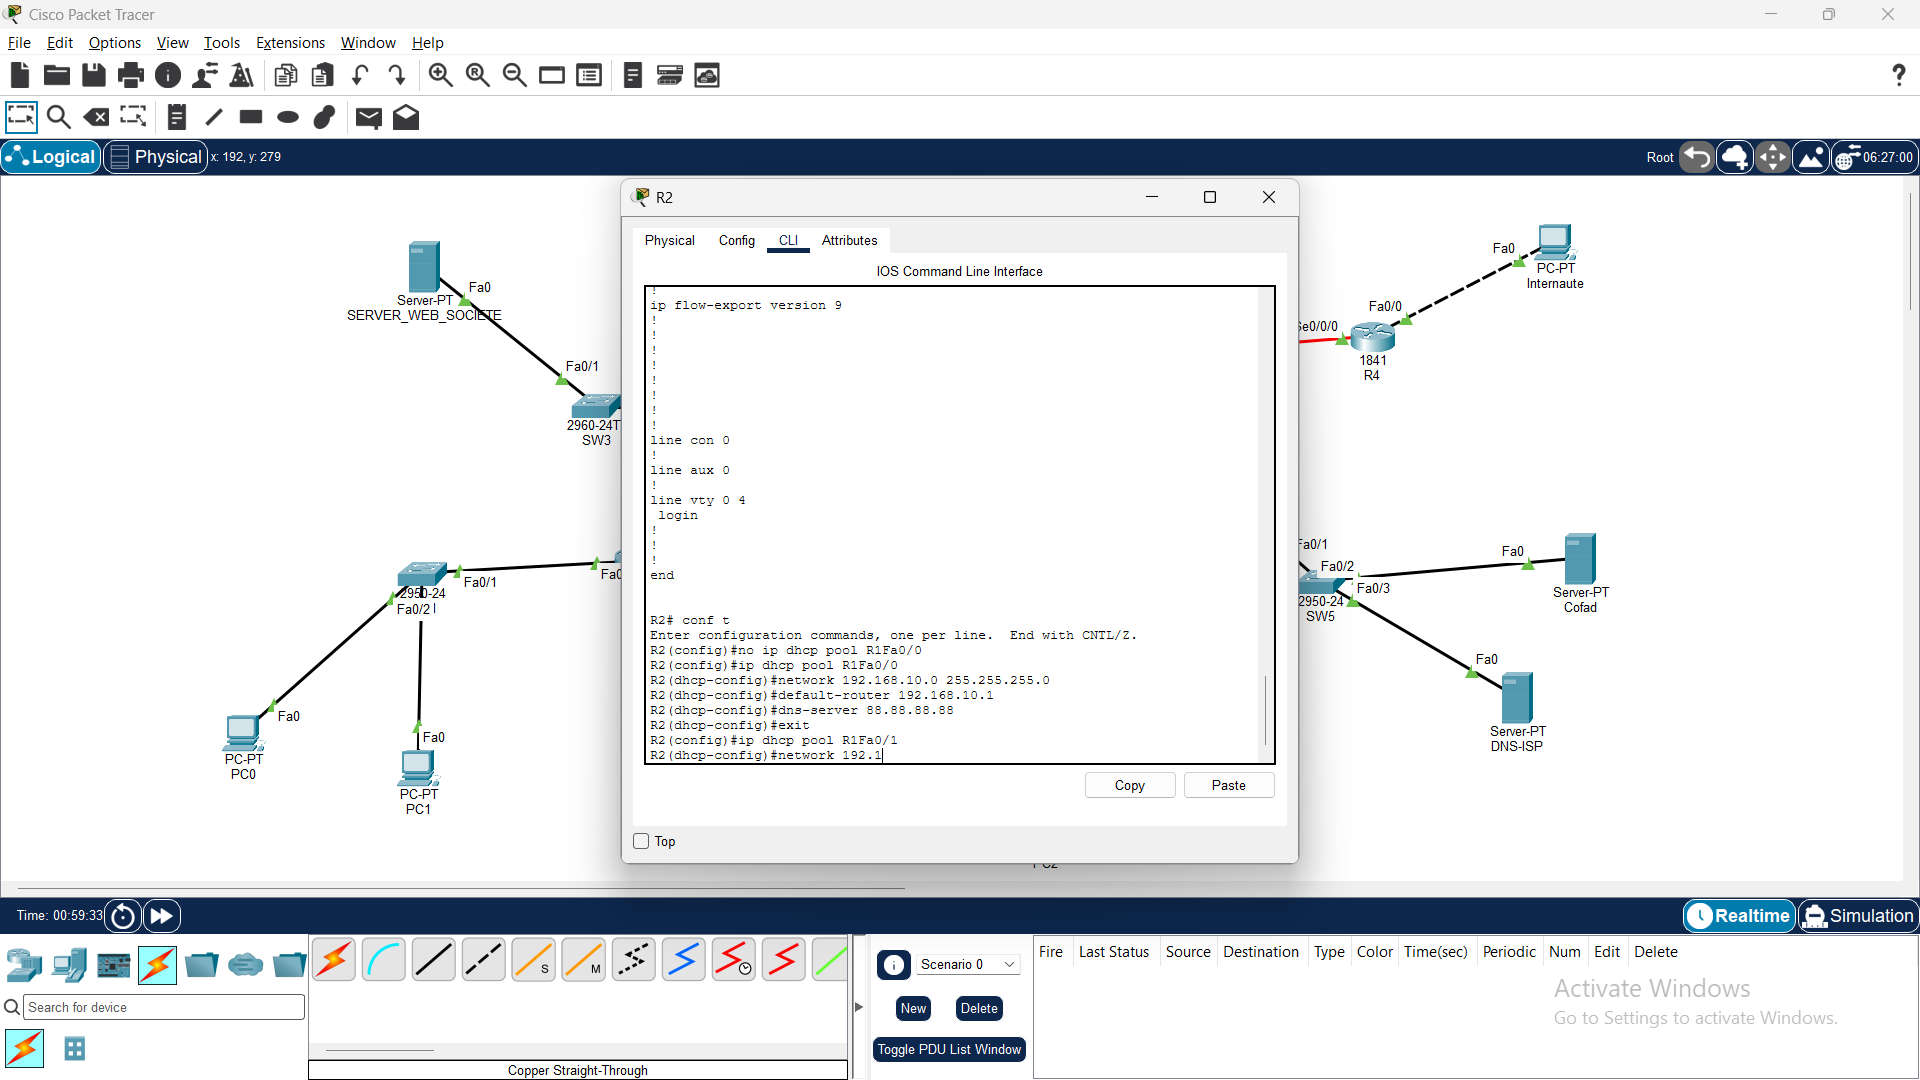 Cisco Packet Tracer
File Edit Options View Tools Extensions Window Help
Logical Physical x: 192, y: 279 Root 06:27:00
R2
Physical Config CLI Attributes
IOS Command Line Interface
!
ip flow-export version 9
!
!
!
!
!
!
!
!
line con 0
!
line aux 0
!
line vty 0 4
login
!
!
!
end
R2# conf t
Enter configuration commands, one per line. End with CNTL/Z.
R2(config)#no ip dhcp pool R1Fa0/0
R2(config)#ip dhcp pool R1Fa0/0
R2(dhcp-config)#network 192.168.10.0 255.255.255.0
R2(dhcp-config)#default-router 192.168.10.1
R2(dhcp-config)#dns-server 88.88.88.88
R2(dhcp-config)#exit
R2(config)#ip dhcp pool R1Fa0/1
R2(dhcp-config)#network 192.1
Copy Paste
Top
Fa0
Server-PT
SERVER_WEB_SOCIETE
Fa0/1
2960-24T
SW3
Fa0/1
2950-24
Fa0/2
Fa0
PC-PT
PC0
Fa0
PC-PT
PC1
Fa0
PC-PT
Internaute
Fa0/0
Se0/0/0
1841
R4
Fa0/1
Fa0/2
Fa0/3
2950-24
SW5
Fa0
Server-PT
Cofad
Fa0
Server-PT
DNS-ISP
Time: 00:59:33 Realtime Simulation
Search for device
S
M
Copper Straight-Through
Scenario 0
New Delete
Toggle PDU List Window
Fire Last Status Source Destination Type Color Time(sec) Periodic Num Edit Delete
Activate Windows
Go to Settings to activate Windows.